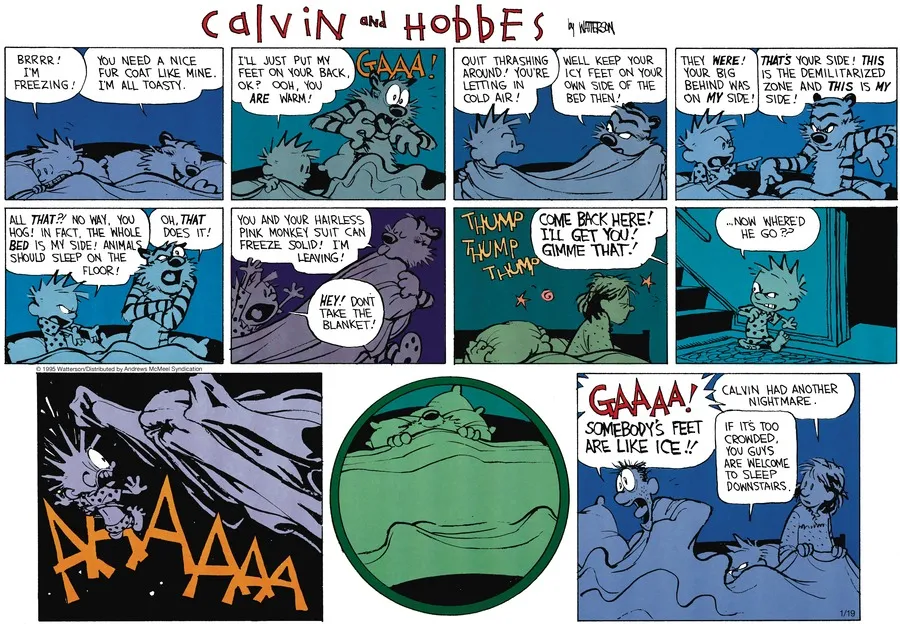 CALVIN and HOBBES by WATTERSON
BRRRR!
I'M
FREEZING!
YOU NEED A NICE
FUR COAT LIKE MINE.
I'M ALL TOASTY.
I'LL JUST PUT MY
FEET ON YOUR BACK,
OK? OOH, YOU
ARE WARM!
GAAA!
QUIT THRASHING
AROUND! YOU'RE
LETTING IN
COLD AIR!
WELL KEEP YOUR
ICY FEET ON YOUR
OWN SIDE OF THE
BED THEN!
THEY WERE!
YOUR BIG
BEHIND WAS
ON MY SIDE!
THAT'S YOUR SIDE! THIS
IS THE DEMILITARIZED
ZONE AND THIS IS MY
SIDE!
ALL THAT?! NO WAY, YOU
HOG! IN FACT, THE WHOLE
BED IS MY SIDE! ANIMALS
SHOULD SLEEP ON THE
FLOOR!
OH, THAT
DOES IT!
YOU AND YOUR HAIRLESS
PINK MONKEY SUIT CAN
FREEZE SOLID! I'M
LEAVING!
HEY! DON'T
TAKE THE
BLANKET!
THUMP
THUMP
THUMP
COME BACK HERE!
I'LL GET YOU!
GIMME THAT!
...NOW WHERE'D
HE GO??
© 1995 Watterson/Distributed by Andrews McMeel Syndication
AAAAAAA
GAAAA!
SOMEBODY'S FEET
ARE LIKE ICE!!
CALVIN HAD ANOTHER
NIGHTMARE.
IF IT'S TOO
CROWDED,
YOU GUYS
ARE WELCOME
TO SLEEP
DOWNSTAIRS.
1/19